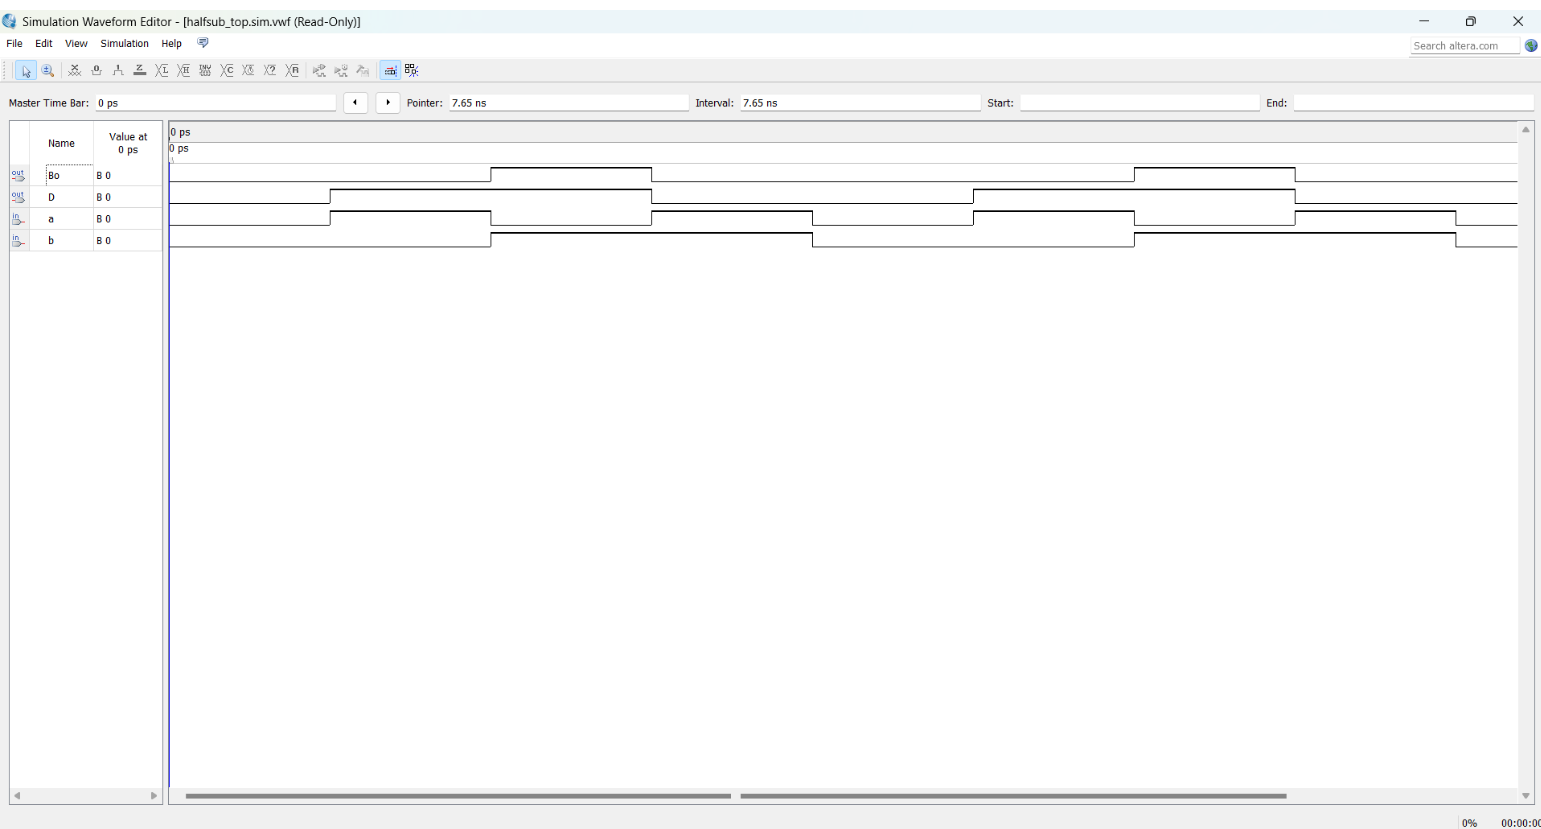 Simulation Waveform Editor - [halfsub_top.sim.vwf (Read-Only)]
File Edit View Simulation Help
Search altera.com
Master Time Bar: 0 ps Pointer: 7.65 ns Interval: 7.65 ns Start: End:
Name Value at
0 ps
0 ps
0 ps
out Bo B 0
out D B 0
in a B 0
in b B 0
0% 00:00:00